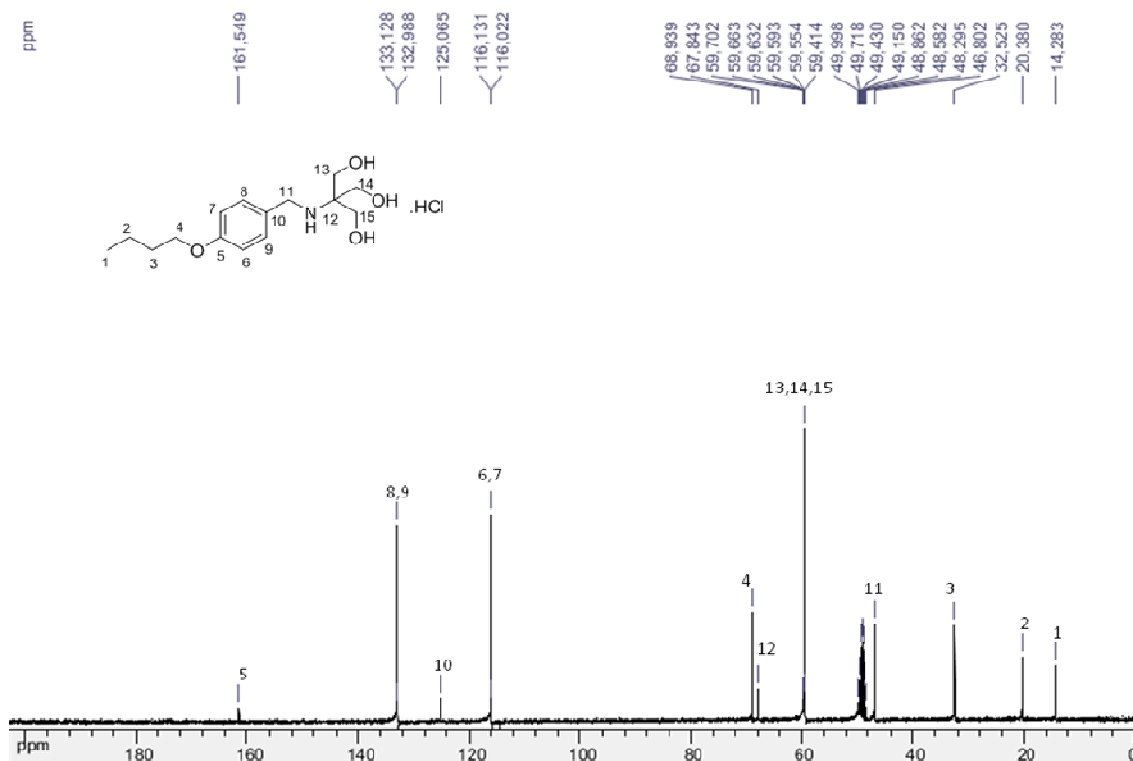 ppm
161,549
133,128
132,988
125,065
116,131
116,022
68,939
67,843
59,702
59,663
59,632
59,593
59,554
59,414
49,998
49,718
49,430
49,150
48,862
48,582
48,295
46,802
32,525
20,380
14,283
13 OH
8 11 14
7 OH .HCl
2 4 10 N 12 15
H
1 3 O 5 6 9 OH
13,14,15
6,7
8,9
4 11 3
12 2 1
5 10
ppm 180 160 140 120 100 80 60 40 20 0